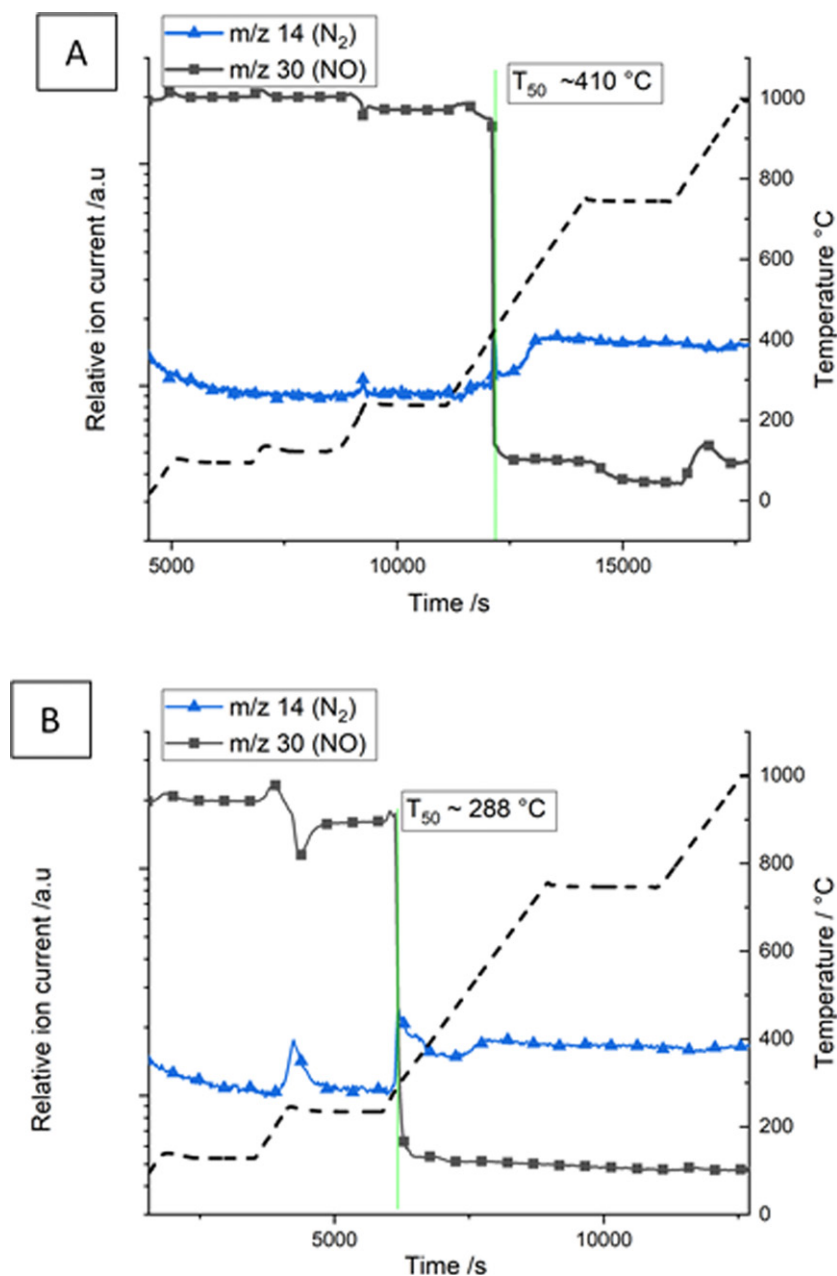 A
m/z 14 (N₂)
m/z 30 (NO)
T₅₀ ~410 °C
Relative ion current /a.u
1000
800
600
400
200
0
Temperature °C
5000
10000
15000
Time /s
B
m/z 14 (N₂)
m/z 30 (NO)
T₅₀ ~ 288 °C
Relative ion current /a.u
1000
800
600
400
200
0
Temperature / °C
5000
10000
Time /s